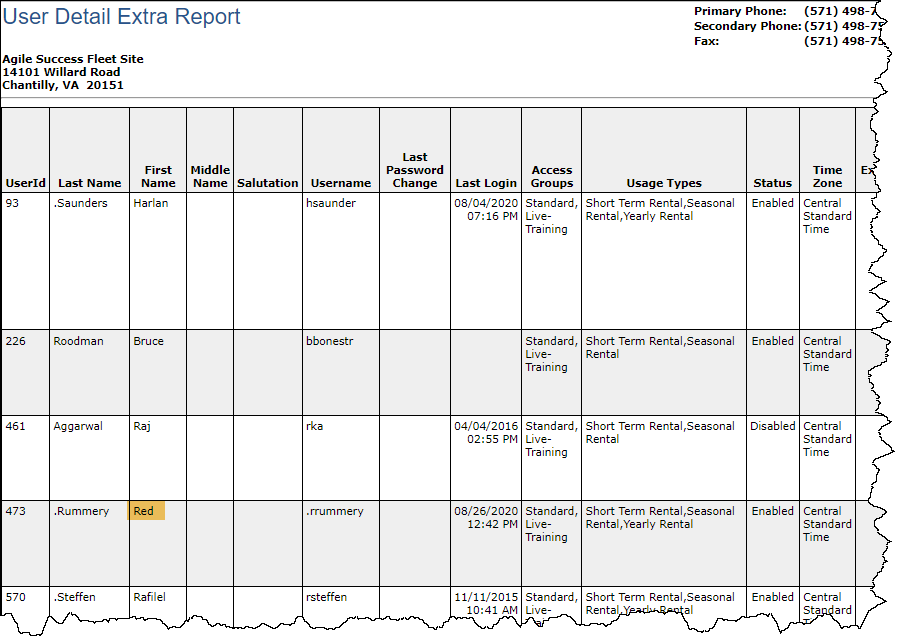 User Detail Extra Report
Primary Phone: (571) 498-7
Secondary Phone: (571) 498-75
Fax: (571) 498-75
Agile Success Fleet Site
14101 Willard Road
Chantilly, VA 20151
UserId Last Name First Name Middle Name Salutation Username Last Password Change Last Login Access Groups Usage Types Status Time Zone Ex
93 .Saunders Harlan hsaunder 08/04/2020 Standard, Short Term Rental,Seasonal Enabled Central
07:16 PM Live- Rental,Yearly Rental Standard
Training Time
226 Roodman Bruce bbonestr Standard, Short Term Rental,Seasonal Enabled Central
Live- Rental Standard
Training Time
461 Aggarwal Raj rka 04/04/2016 Standard, Short Term Rental,Seasonal Disabled Central
02:55 PM Live- Rental Standard
Training Time
473 .Rummery Red .rrummery 08/26/2020 Standard, Short Term Rental,Seasonal Enabled Central
12:42 PM Live- Rental,Yearly Rental Standard
Training Time
570 .Steffen Rafilel rsteffen 11/11/2015 Standard, Short Term Rental,Seasonal Enabled Central
10:41 AM Live- Rental,Yearly Rental Standard